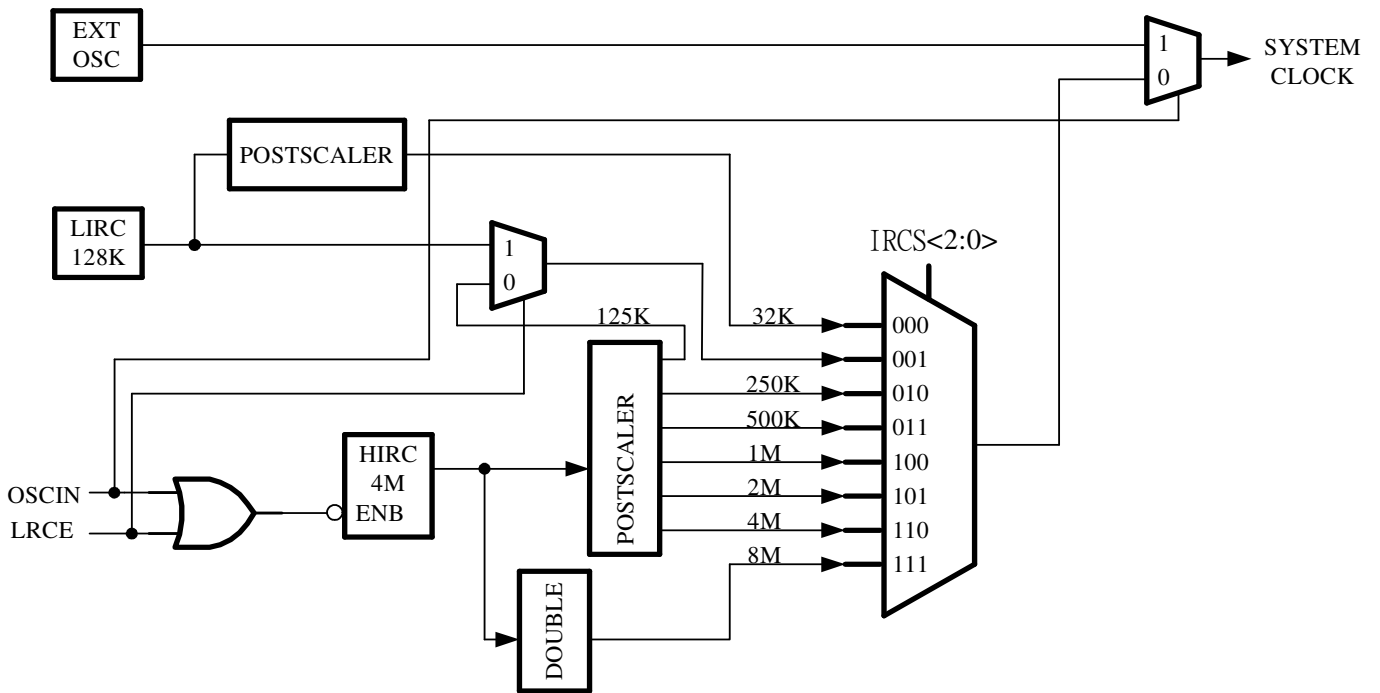 EXT
OSC
1
0
SYSTEM
CLOCK
POSTSCALER
LIRC
128K
1
0
IRCS<2:0>
125K
32K
000
001
250K
010
500K
011
POSTSCALER
1M
100
2M
101
4M
110
8M
111
HIRC
4M
ENB
OSCIN
LRCE
DOUBLE